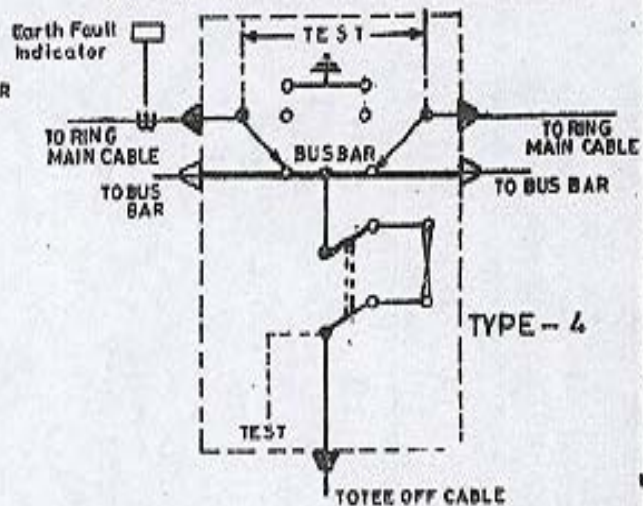 Earth Fault
Indicator
TEST
R
TO RING
MAIN CABLE
BUSBAR
TO RING
MAIN CABLE
TO BUS
BAR
TO BUS BAR
TYPE - 4
TEST
TOTEE OFF CABLE